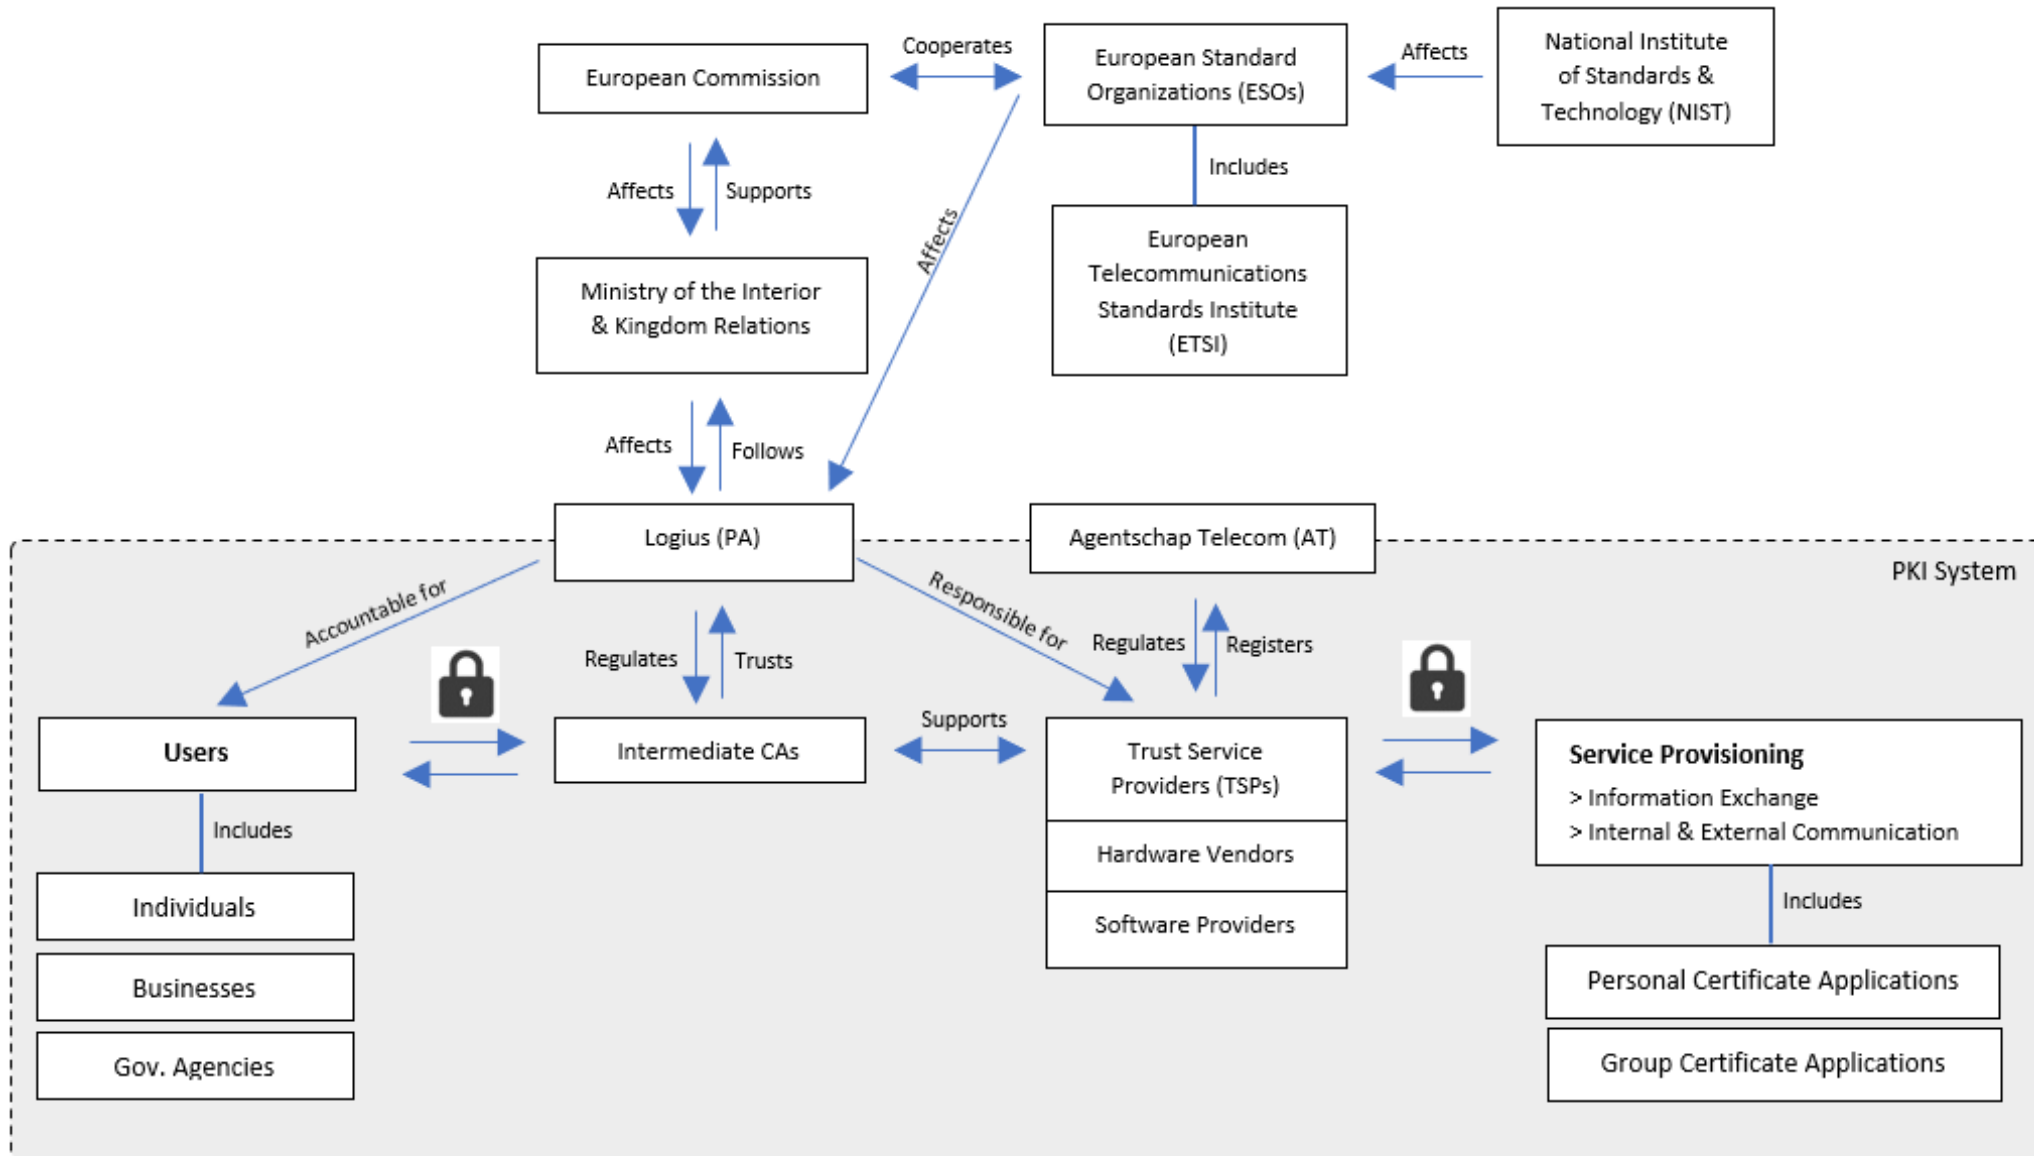 European Commission
Cooperates
European Standard
Organizations (ESOs)
Affects
National Institute
of Standards &
Technology (NIST)
Affects
Supports
Affects
Includes
European
Telecommunications
Standards Institute
(ETSI)
Ministry of the Interior
& Kingdom Relations
Affects
Follows
Logius (PA)
Agentschap Telecom (AT)
PKI System
Accountable for
Regulates
Trusts
Responsible for
Regulates
Registers
Users
Intermediate CAs
Supports
Trust Service
Providers (TSPs)
Hardware Vendors
Software Providers
Service Provisioning
> Information Exchange
> Internal & External Communication
Includes
Individuals
Businesses
Gov. Agencies
Includes
Personal Certificate Applications
Group Certificate Applications